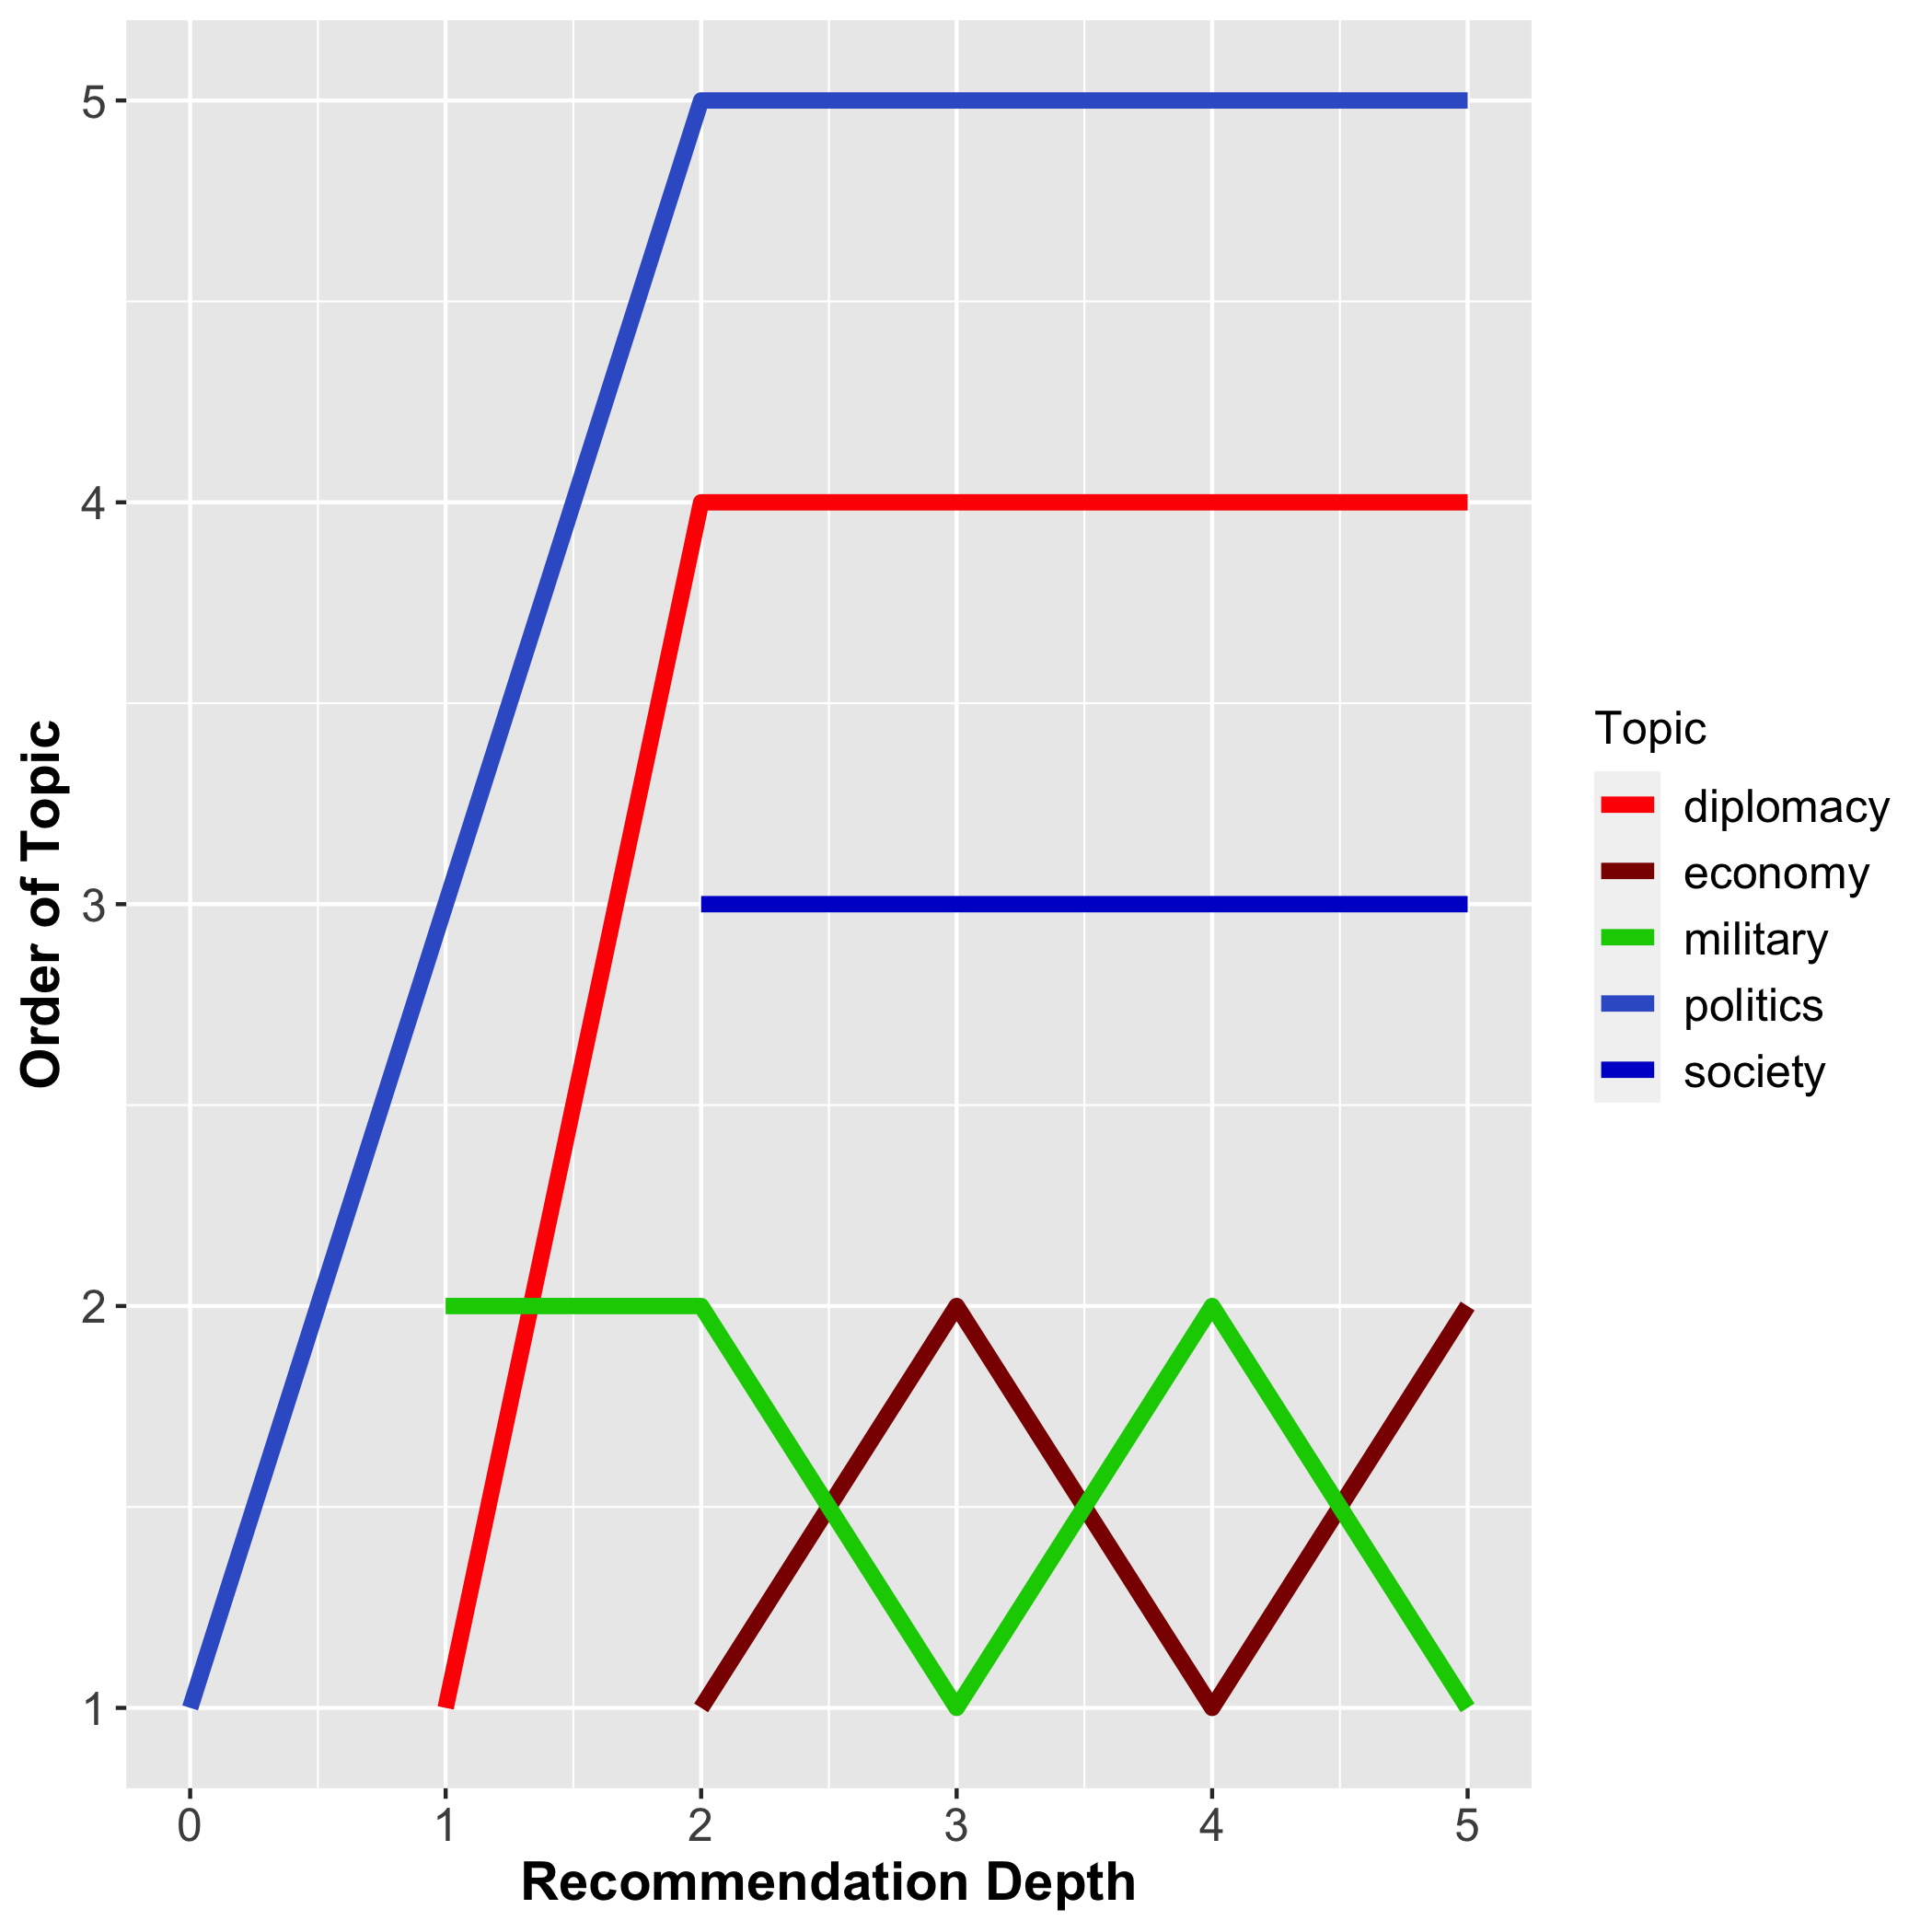 5
4
3
2
1
Order of Topic
0 1 2 3 4 5
Recommendation Depth
Topic
diplomacy
economy
military
politics
society